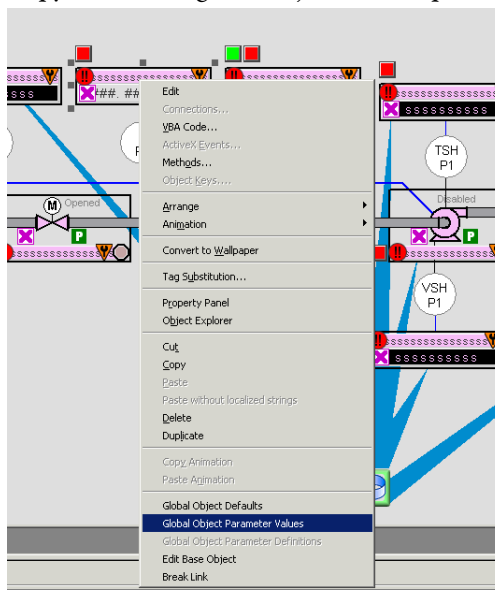 sssss
sss
###. ##
Edit
Connections...
VBA Code...
ActiveX Events...
Methods...
Object Keys....
Arrange
Animation
Convert to Wallpaper
Tag Substitution...
Property Panel
Object Explorer
Cut
Copy
Paste
Paste without localized strings
Delete
Duplicate
Copy Animation
Paste Animation
Global Object Defaults
Global Object Parameter Values
Global Object Parameter Definitions
Edit Base Object
Break Link
M
Opened
P
TSH
P1
Disabled
P
VSH
P1
ssssssssss